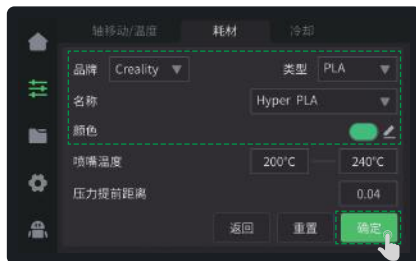 轴移动/温度 耗材 冷却
品牌 Creality 类型 PLA
名称 Hyper PLA
颜色
喷嘴温度 200°C 240°C
压力提前距离 0.04
返回 重置 确定